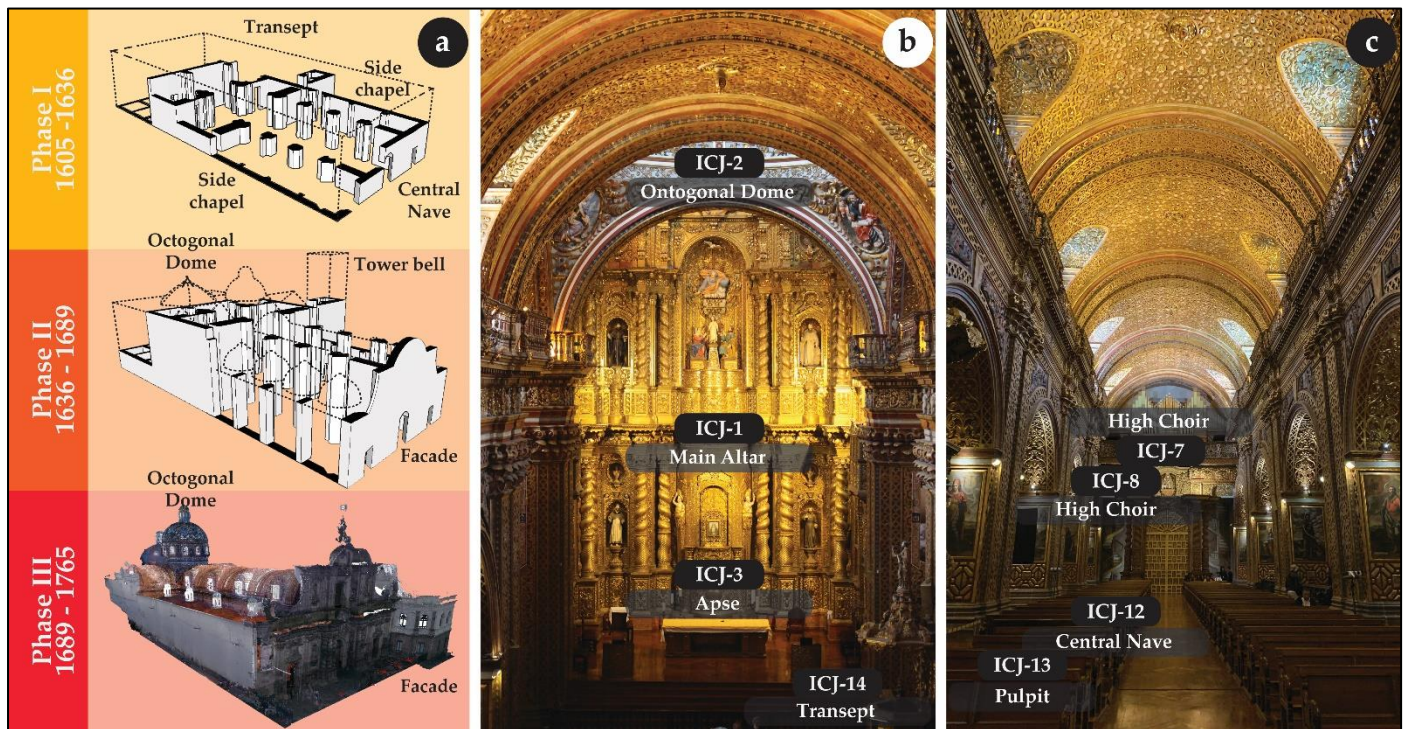 a
Phase I
1605 -1636
Transept
Side
chapel
Side
chapel
Central
Nave
Phase II
1636 - 1689
Octogonal
Dome
Tower bell
Facade
Phase III
1689 - 1765
Octogonal
Dome
Facade
b
ICJ-2
Ontogonal Dome
ICJ-1
Main Altar
ICJ-3
Apse
ICJ-14
Transept
c
High Choir
ICJ-7
ICJ-8
High Choir
ICJ-12
Central Nave
ICJ-13
Pulpit